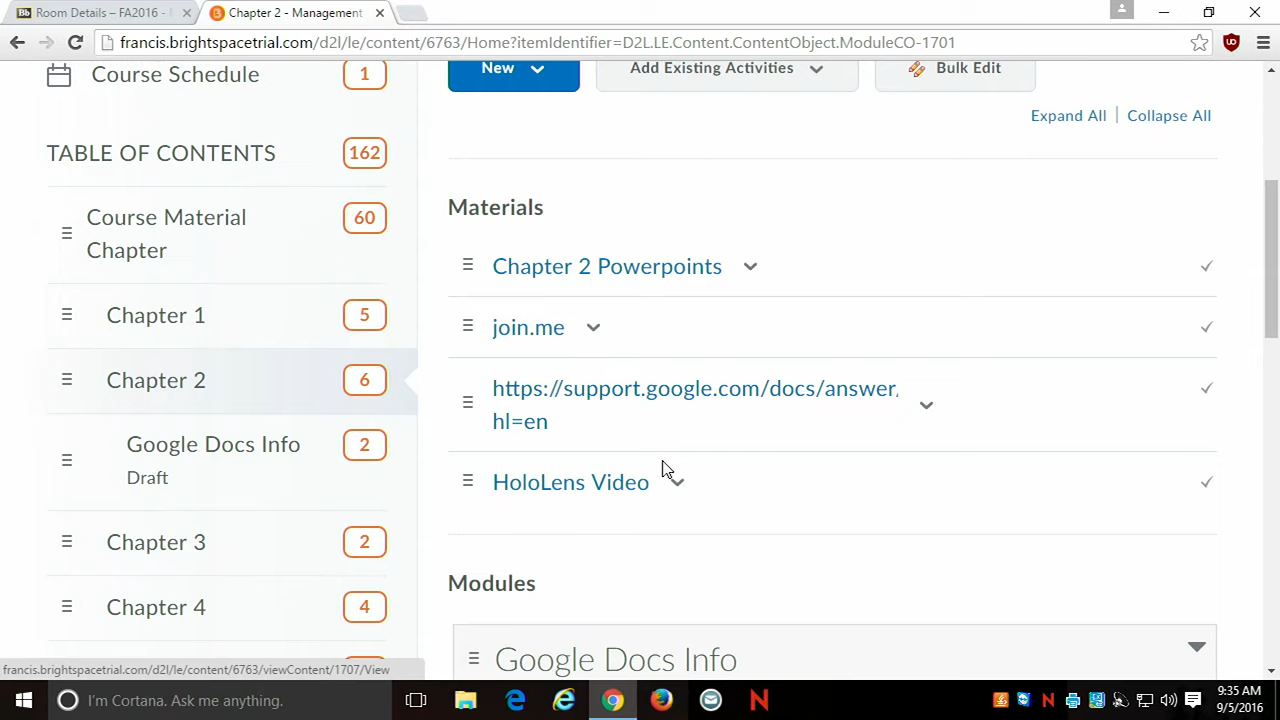 Bb Room Details – FA2016 –
Chapter 2 - Management
francis.brightspacetrial.com/d2l/le/content/6763/Home?itemIdentifier=D2L.LE.Content.ContentObject.ModuleCO-1701
Course Schedule 1
TABLE OF CONTENTS 162
Course Material
Chapter
60
Chapter 1 5
Chapter 2 6
Google Docs Info 2
Draft
Chapter 3 2
Chapter 4 4
New
Add Existing Activities
Bulk Edit
Expand All
Collapse All
Materials
Chapter 2 Powerpoints
join.me
https://support.google.com/docs/answer,
hl=en
HoloLens Video
Modules
Google Docs Info
francis.brightspacetrial.com/d2l/le/content/6763/viewContent/1707/View
I'm Cortana. Ask me anything.
9:35 AM
9/5/2016